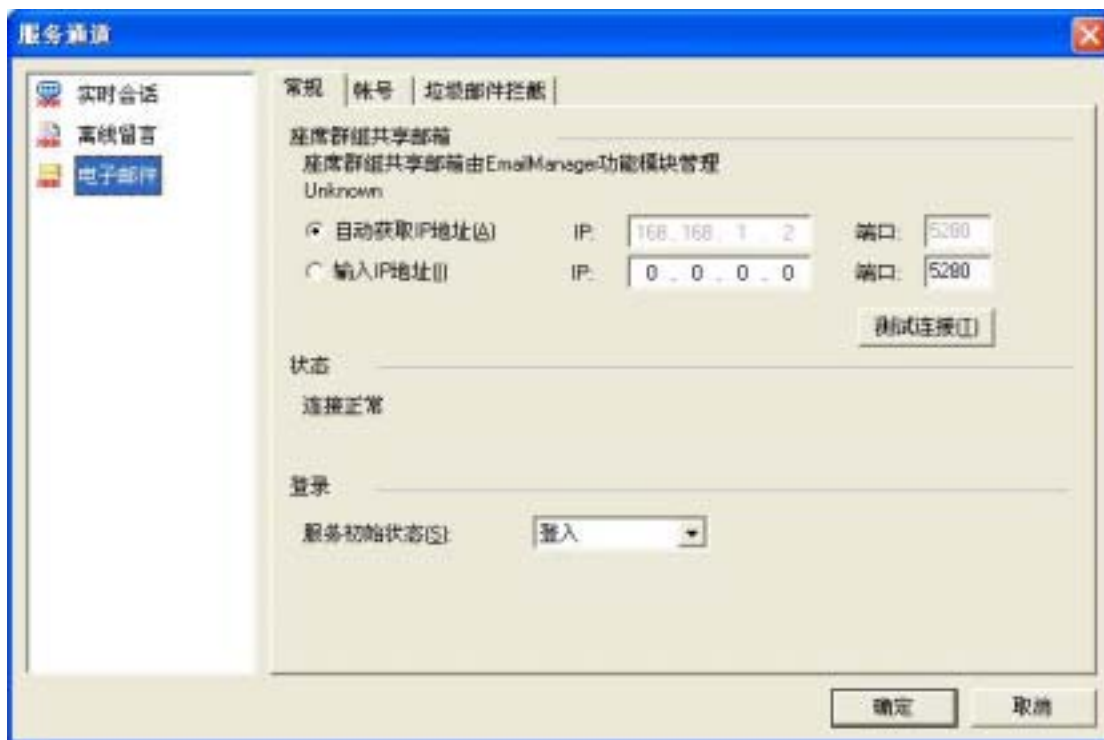 服务通道
实时会话
离线留言
电子邮件
常规 帐号 垃圾邮件拦截
座席群组共享邮箱
座席群组共享邮箱由EmailManager功能模块管理
Unknown
自动获取IP地址(A) IP: 168 . 168 . 1 . 2 端口: 5280
输入IP地址(I) IP: 0 . 0 . 0 . 0 端口: 5280
测试连接(T)
状态
连接正常
登录
服务初始状态(S): 登入
确定 取消